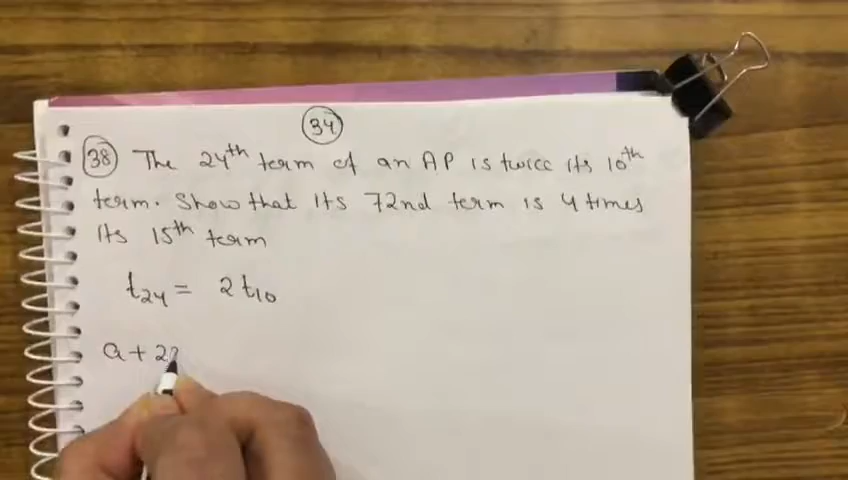 34
38 The 24th term of an AP is twice its 10th
term. Show that its 72nd term is 4 times
its 15th term
t24 = 2 t10
a + 2